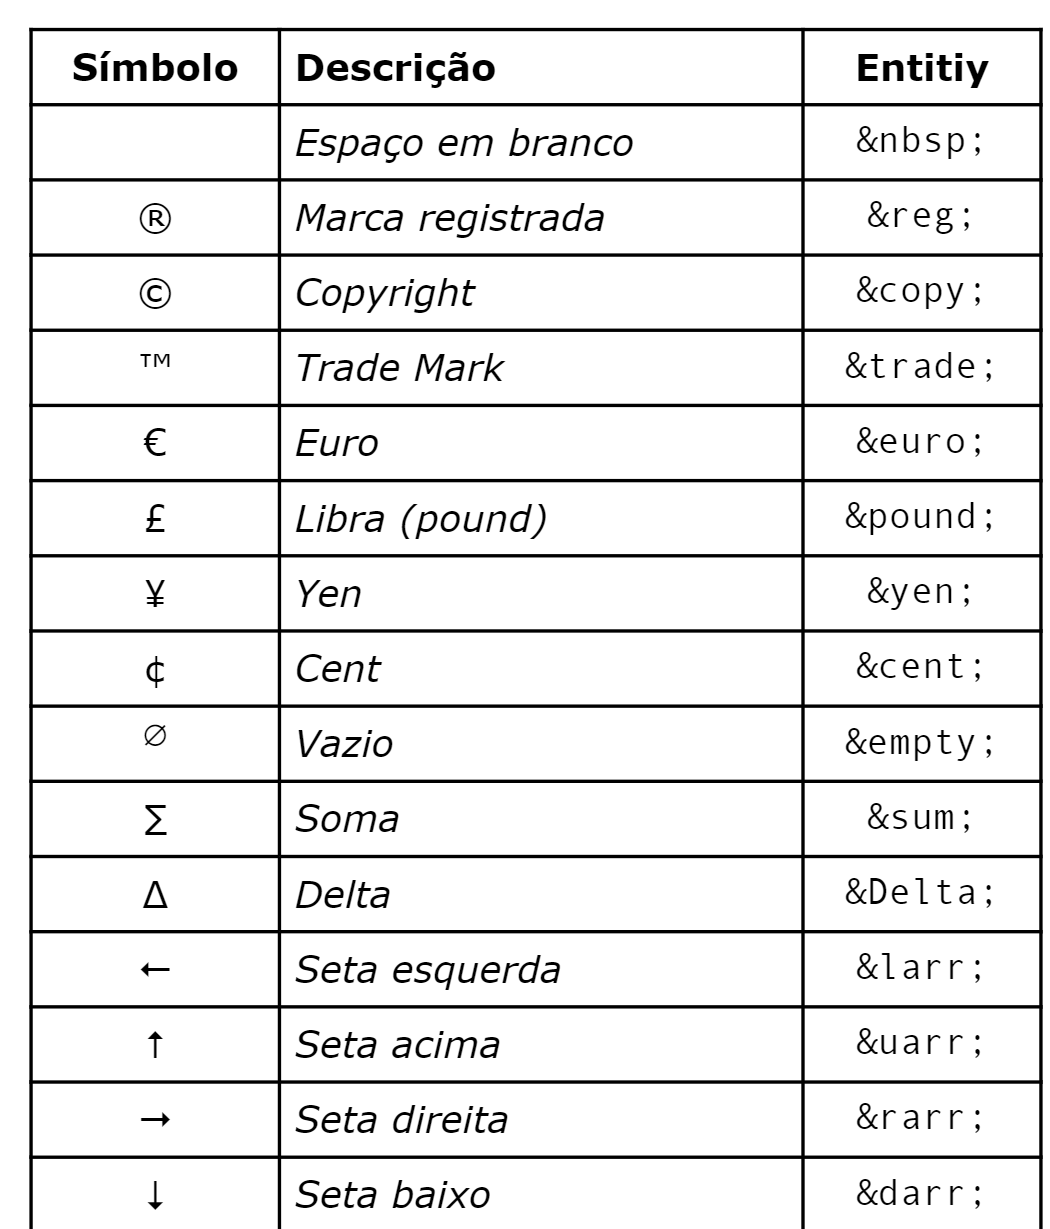 Símbolo Descrição Entitiy
Espaço em branco &nbsp;
® Marca registrada &reg;
© Copyright &copy;
™ Trade Mark &trade;
€ Euro &euro;
£ Libra (pound) &pound;
¥ Yen &yen;
¢ Cent &cent;
∅ Vazio &empty;
∑ Soma &sum;
Δ Delta &Delta;
← Seta esquerda &larr;
↑ Seta acima &uarr;
→ Seta direita &rarr;
↓ Seta baixo &darr;